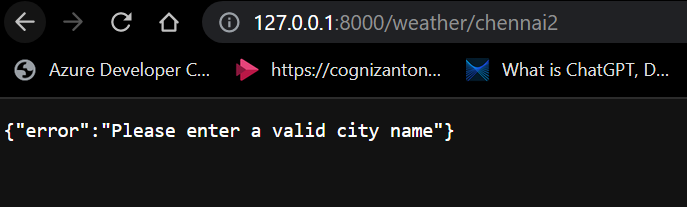 127.0.0.1:8000/weather/chennai2
Azure Developer C... https://cognizanton... What is ChatGPT, D...
{"error":"Please enter a valid city name"}